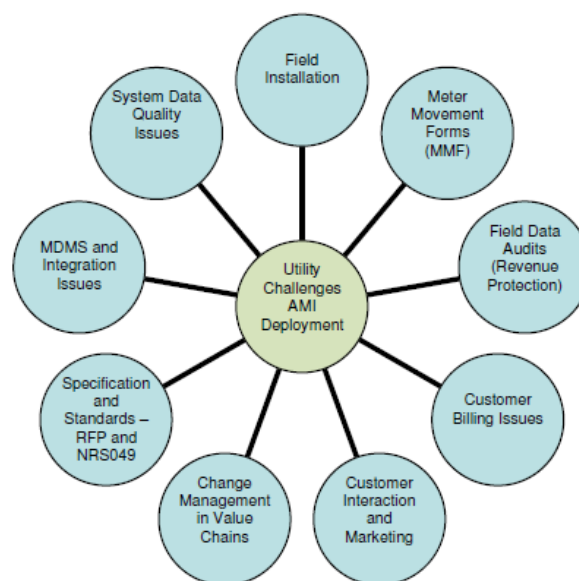 Field
Installation
Meter
Movement
Forms
(MMF)
Field Data
Audits
(Revenue
Protection)
Customer
Billing Issues
Customer
Interaction
and
Marketing
Change
Management
in Value
Chains
Specification
and
Standards –
RFP and
NRS049
MDMS and
Integration
Issues
System Data
Quality
Issues
Utility
Challenges
AMI
Deployment